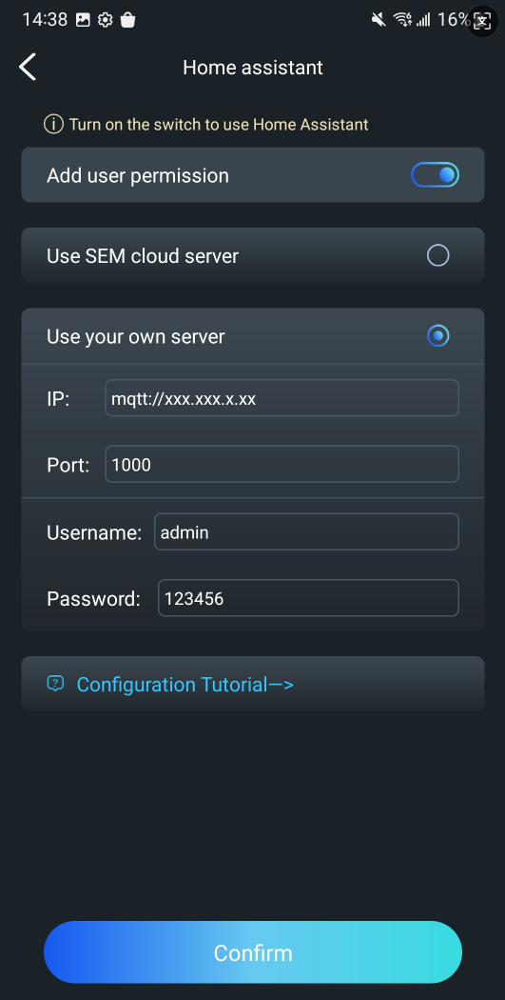 14:38
16%
Home assistant
Turn on the switch to use Home Assistant
Add user permission
Use SEM cloud server
Use your own server
IP: mqtt://xxx.xxx.x.xx
Port: 1000
Username: admin
Password: 123456
Configuration Tutorial—>
Confirm